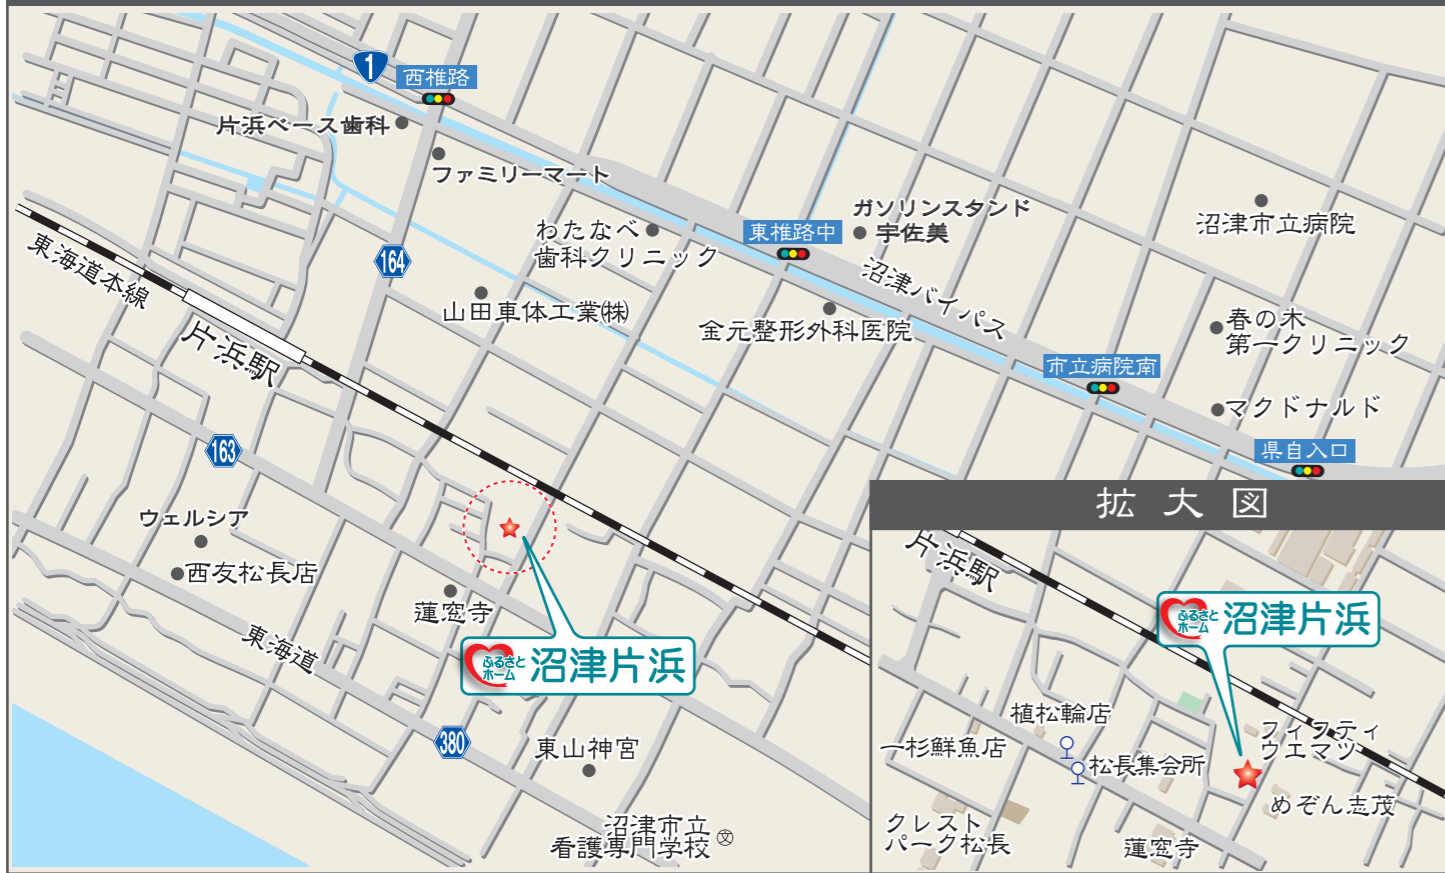 1
西椎路
片浜ベース歯科
ファミリーマート
わたなべ
歯科クリニック
東椎路中
ガソリンスタンド
宇佐美
沼津市立病院
東海道本線
164
山田車体工業㈱
沼津バイパス
金元整形外科医院
春の木
第一クリニック
片浜駅
市立病院南
マクドナルド
163
県自入口
ウェルシア
西友松長店
蓮窓寺
東海道
ふるさと
ホーム
沼津片浜
380
東山神宮
沼津市立
看護専門学校
文
拡大図
片浜駅
ふるさと
ホーム
沼津片浜
植松輪店
一杉鮮魚店
松長集会所
フィフティ
ウエマツ
めぞん志茂
クレスト
パーク松長
蓮窓寺